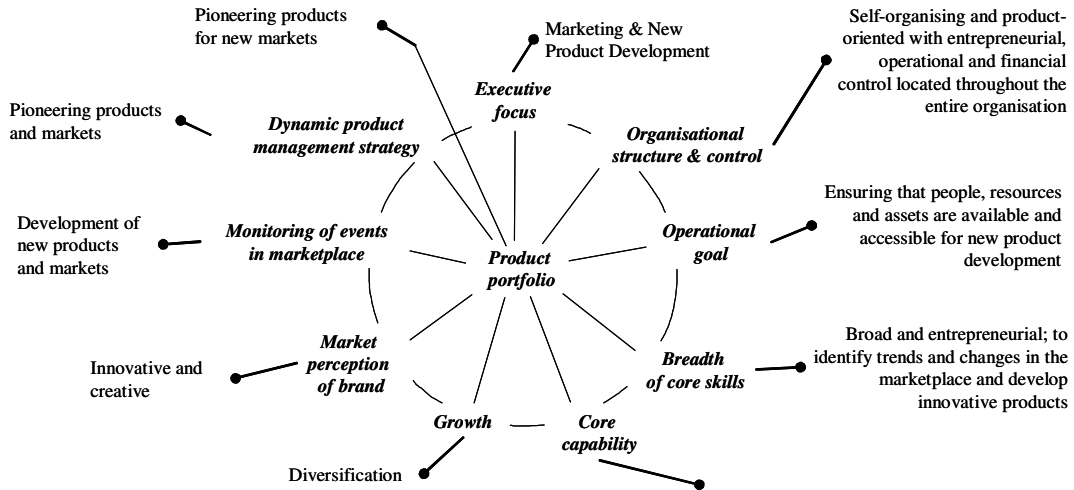 Pioneering products
for new markets
Marketing & New
Product Development
Self-organising and product-
oriented with entrepreneurial,
operational and financial
control located throughout the
entire organisation
Executive
focus
Pioneering products
and markets
Dynamic product
management strategy
Organisational
structure & control
Development of
new products
and markets
Monitoring of events
in marketplace
Product
portfolio
Operational
goal
Ensuring that people, resources
and assets are available and
accessible for new product
development
Innovative and
creative
Market
perception
of brand
Breadth
of core skills
Broad and entrepreneurial; to
identify trends and changes in the
marketplace and develop
innovative products
Growth
Core
capability
Diversification